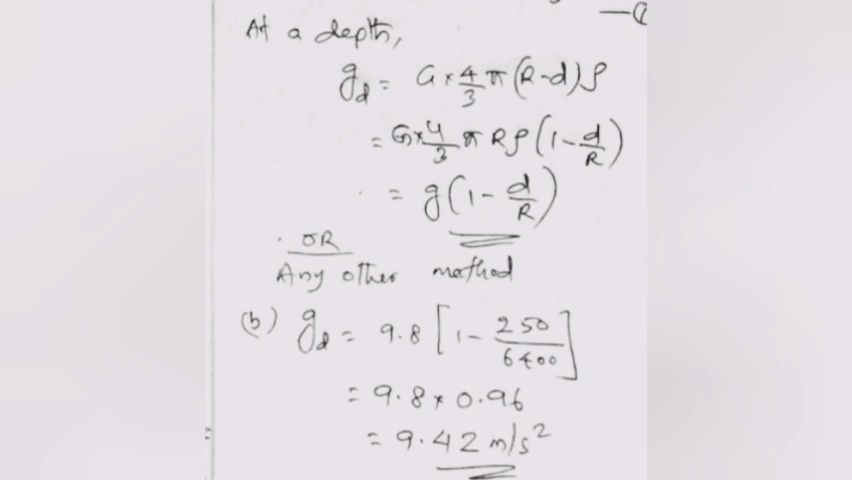 At a depth,
g_d = G × 4/3 π (R-d) ρ
= G × 4/3 π R ρ (1 - d/R)
= g (1 - d/R)
OR
Any other method
(b) g_d = 9.8 [1 - 250/6400]
= 9.8 × 0.96
= 9.42 m/s²